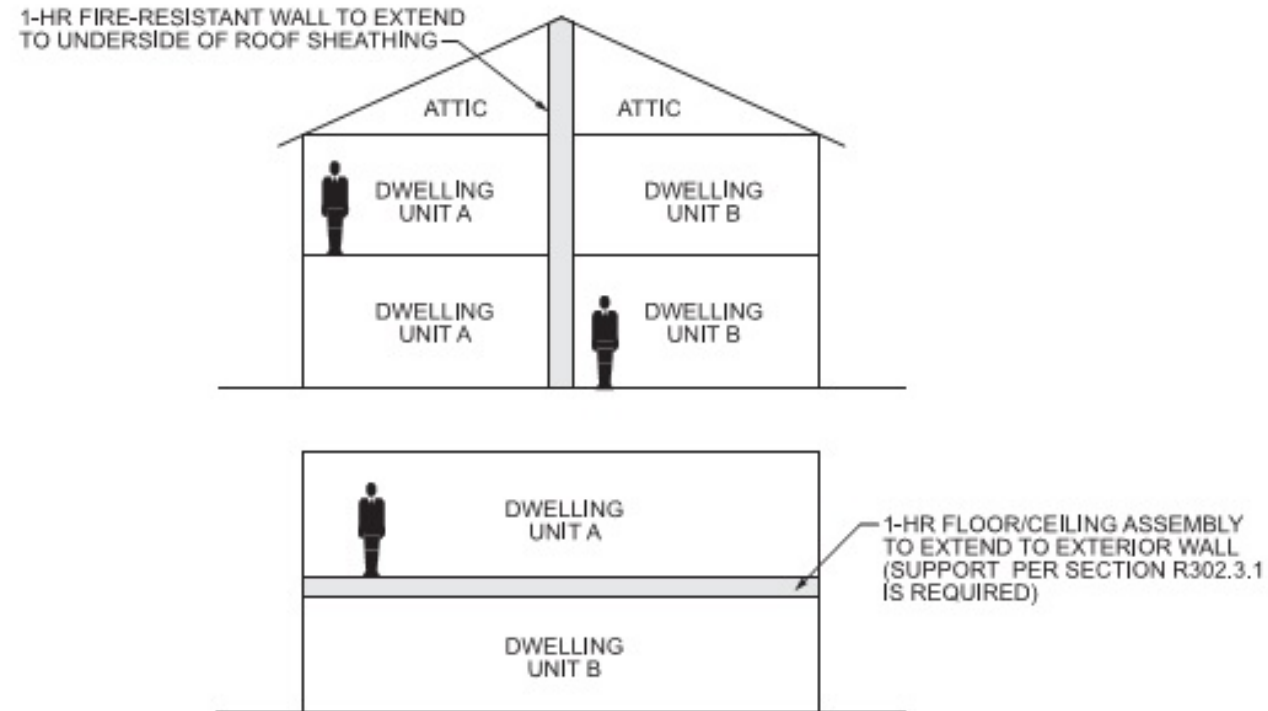 1-HR FIRE-RESISTANT WALL TO EXTEND
TO UNDERSIDE OF ROOF SHEATHING
ATTIC
ATTIC
DWELLING
UNIT A
DWELLING
UNIT B
DWELLING
UNIT A
DWELLING
UNIT B
DWELLING
UNIT A
1-HR FLOOR/CEILING ASSEMBLY
TO EXTEND TO EXTERIOR WALL
(SUPPORT PER SECTION R302.3.1
IS REQUIRED)
DWELLING
UNIT B